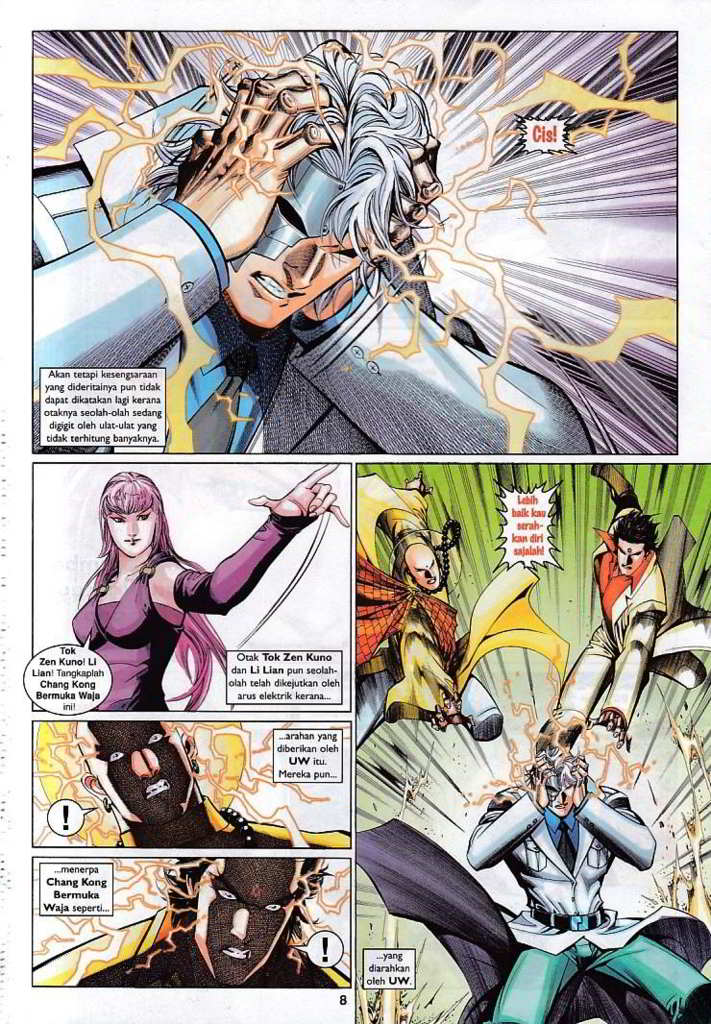 Cis!
Akan tetapi kesengsaraan
yang dideritainya pun tidak
dapat dikatakan lagi kerana
otaknya seolah-olah sedang
digigit oleh ulat-ulat yang
tidak terhitung banyaknya.
Tok
Zen Kuno! Li
Lian! Tangkaplah
Chang Kong
Bermuka Waja
ini!
Otak Tok Zen Kuno
dan Li Lian pun seolah-
olah telah dikejutkan oleh
arus elektrik kerana...
...arahan yang
diberikan oleh
UW itu.
Mereka pun...
!
...menerpa
Chang Kong
Bermuka
Waja seperti...
!
Lebih
baik kau
serah-
kan diri
sajalah!
...yang
diarahkan
oleh UW.
8